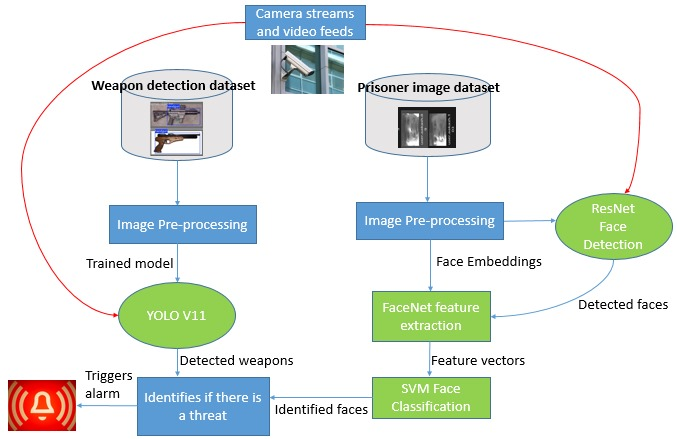 Camera streams
and video feeds
Weapon detection dataset
Prisoner image dataset
Image Pre-processing
Image Pre-processing
ResNet
Face
Detection
Trained model
Face Embeddings
YOLO V11
FaceNet feature
extraction
Detected faces
Detected weapons
Feature vectors
Triggers
alarm
Identifies if there is
a threat
Identified faces
SVM Face
Classification